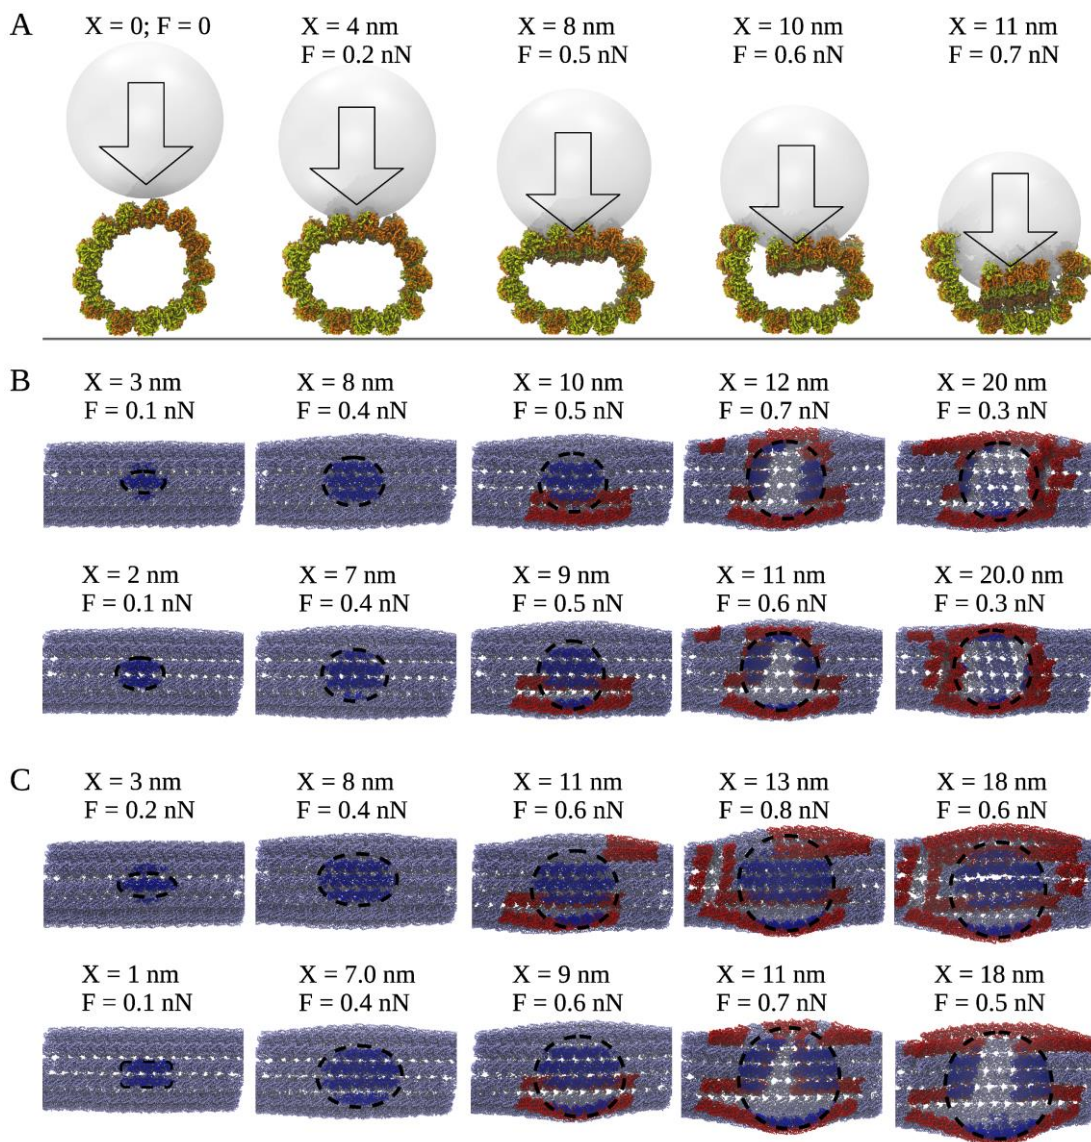 A
X = 0; F = 0
X = 4 nm
F = 0.2 nN
X = 8 nm
F = 0.5 nN
X = 10 nm
F = 0.6 nN
X = 11 nm
F = 0.7 nN
B
X = 3 nm
F = 0.1 nN
X = 8 nm
F = 0.4 nN
X = 10 nm
F = 0.5 nN
X = 12 nm
F = 0.7 nN
X = 20 nm
F = 0.3 nN
X = 2 nm
F = 0.1 nN
X = 7 nm
F = 0.4 nN
X = 9 nm
F = 0.5 nN
X = 11 nm
F = 0.6 nN
X = 20.0 nm
F = 0.3 nN
C
X = 3 nm
F = 0.2 nN
X = 8 nm
F = 0.4 nN
X = 11 nm
F = 0.6 nN
X = 13 nm
F = 0.8 nN
X = 18 nm
F = 0.6 nN
X = 1 nm
F = 0.1 nN
X = 7.0 nm
F = 0.4 nN
X = 9 nm
F = 0.6 nN
X = 11 nm
F = 0.7 nN
X = 18 nm
F = 0.5 nN